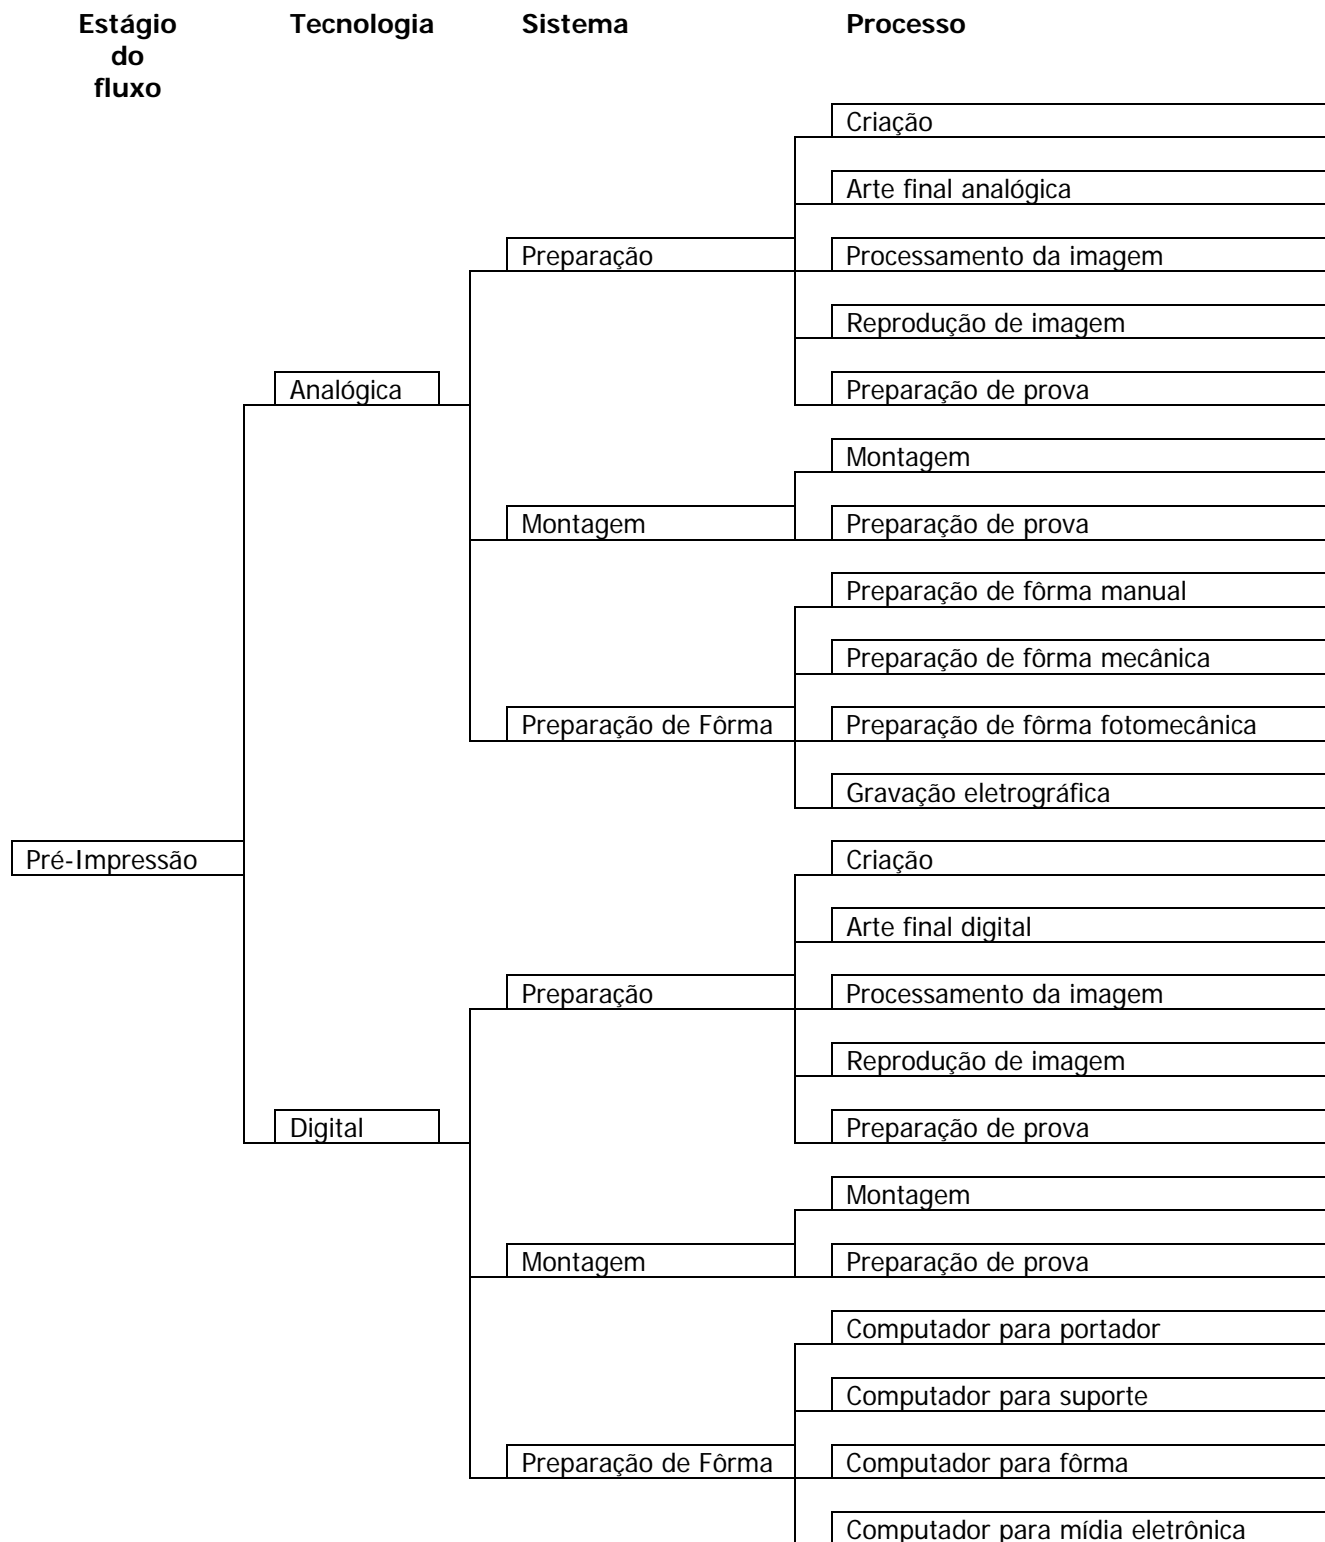 Estágio
do
fluxo
Tecnologia
Sistema
Processo
Criação
Arte final analógica
Preparação
Processamento da imagem
Reprodução de imagem
Analógica
Preparação de prova
Montagem
Montagem
Preparação de prova
Preparação de fôrma manual
Preparação de fôrma mecânica
Preparação de Fôrma
Preparação de fôrma fotomecânica
Gravação eletrográfica
Pré-Impressão
Criação
Arte final digital
Preparação
Processamento da imagem
Reprodução de imagem
Digital
Preparação de prova
Montagem
Montagem
Preparação de prova
Computador para portador
Computador para suporte
Preparação de Fôrma
Computador para fôrma
Computador para mídia eletrônica